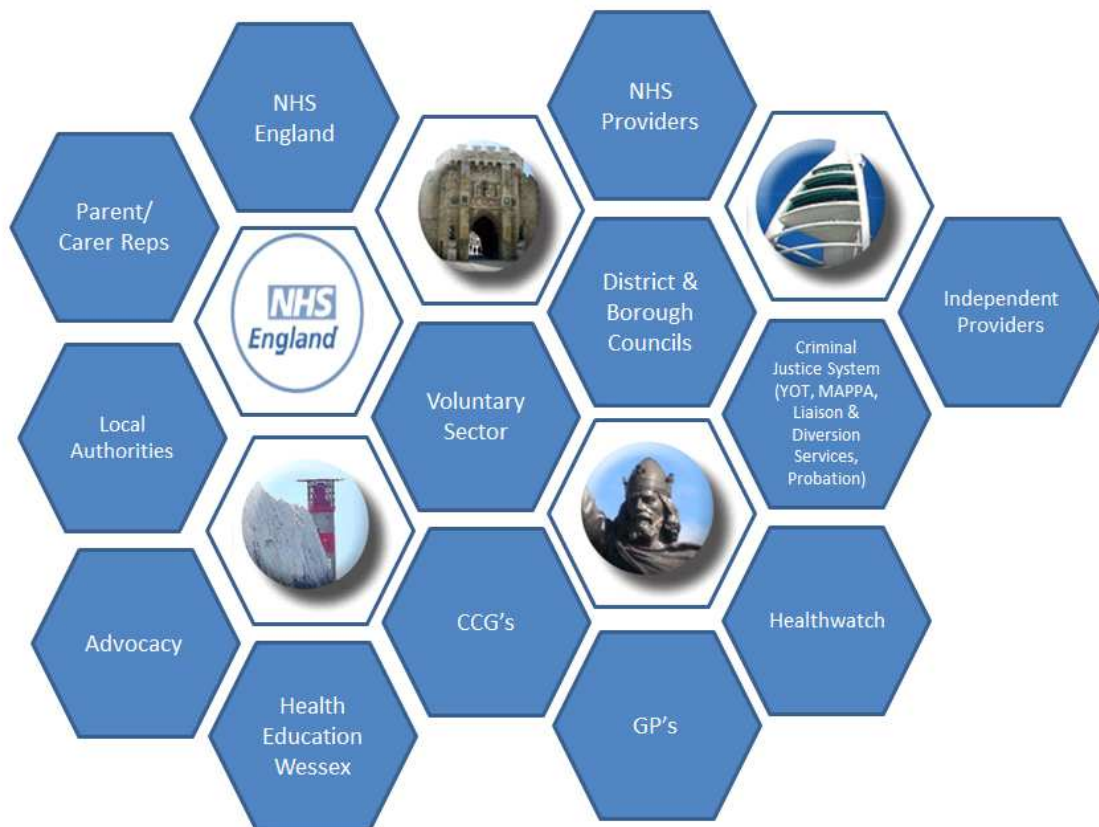 NHS
England
NHS
Providers
Parent/
Carer Reps
NHS
England
District &
Borough
Councils
Independent
Providers
Local
Authorities
Voluntary
Sector
Criminal
Justice System
(YOT, MAPPA,
Liaison &
Diversion
Services,
Probation)
Advocacy
CCG's
Healthwatch
Health
Education
Wessex
GP's